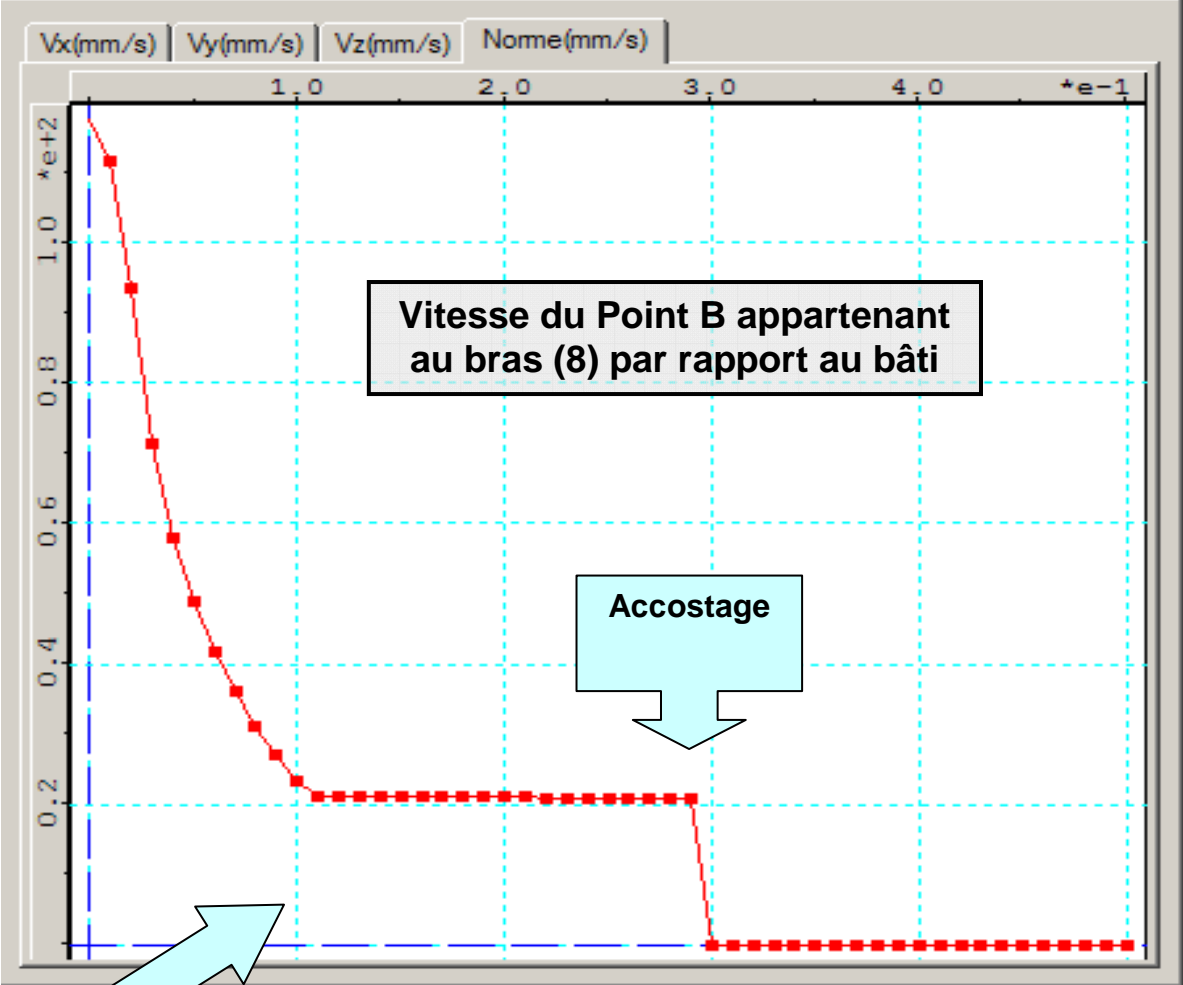 Vx(mm/s) Vy(mm/s) Vz(mm/s) Norme(mm/s)
1.0 2.0 3.0 4.0 *e-1
*e+2
1.0
0.8
0.6
0.4
0.2
Vitesse du Point B appartenant
au bras (8) par rapport au bâti
Accostage